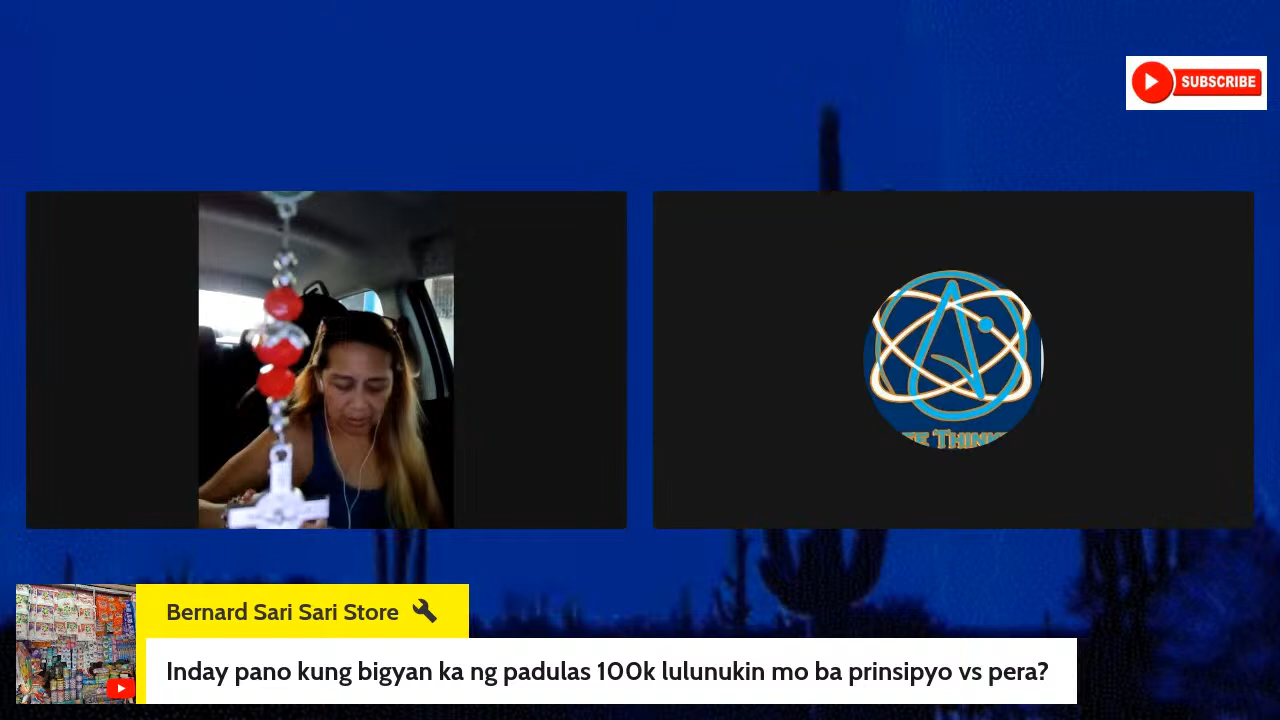 SUBSCRIBE
Bernard Sari Sari Store
Inday pano kung bigyan ka ng padulas 100k lulunukin mo ba prinsipyo vs pera?